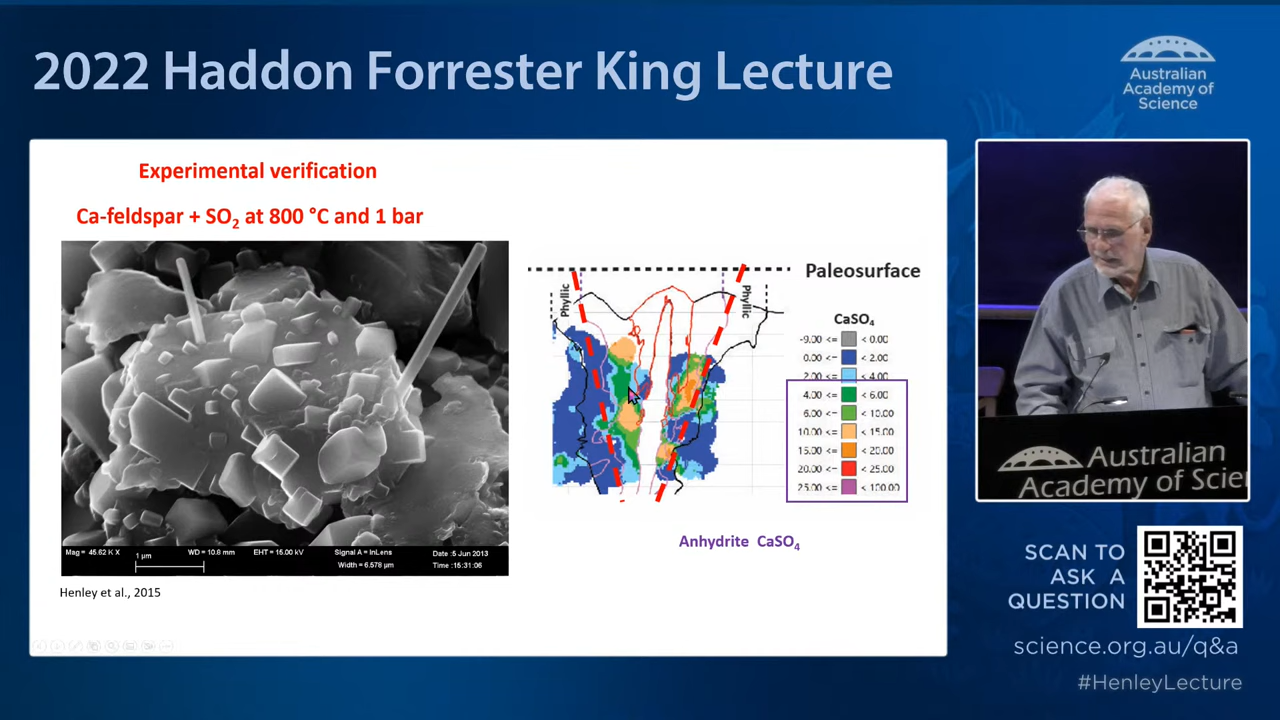 2022 Haddon Forrester King Lecture
Australian
Academy of
Science
Experimental verification
Ca-feldspar + SO₂ at 800 °C and 1 bar
Mag = 45.62 K X
1 µm
WD = 10.8 mm
EHT = 15.00 kV
Signal A = InLens
Width = 6.578 µm
Date :5 Jun 2013
Time :15:31:06
Henley et al., 2015
Paleosurface
Phyllic
Phyllic
CaSO₄
-9.00 <= < 0.00
0.00 <= < 2.00
2.00 <= < 4.00
4.00 <= < 6.00
6.00 <= < 10.00
10.00 <= < 15.00
15.00 <= < 20.00
20.00 <= < 25.00
25.00 <= < 100.00
Anhydrite CaSO₄
Australian
Academy of Scie
SCAN TO
ASK A
QUESTION
science.org.au/q&a
#HenleyLecture